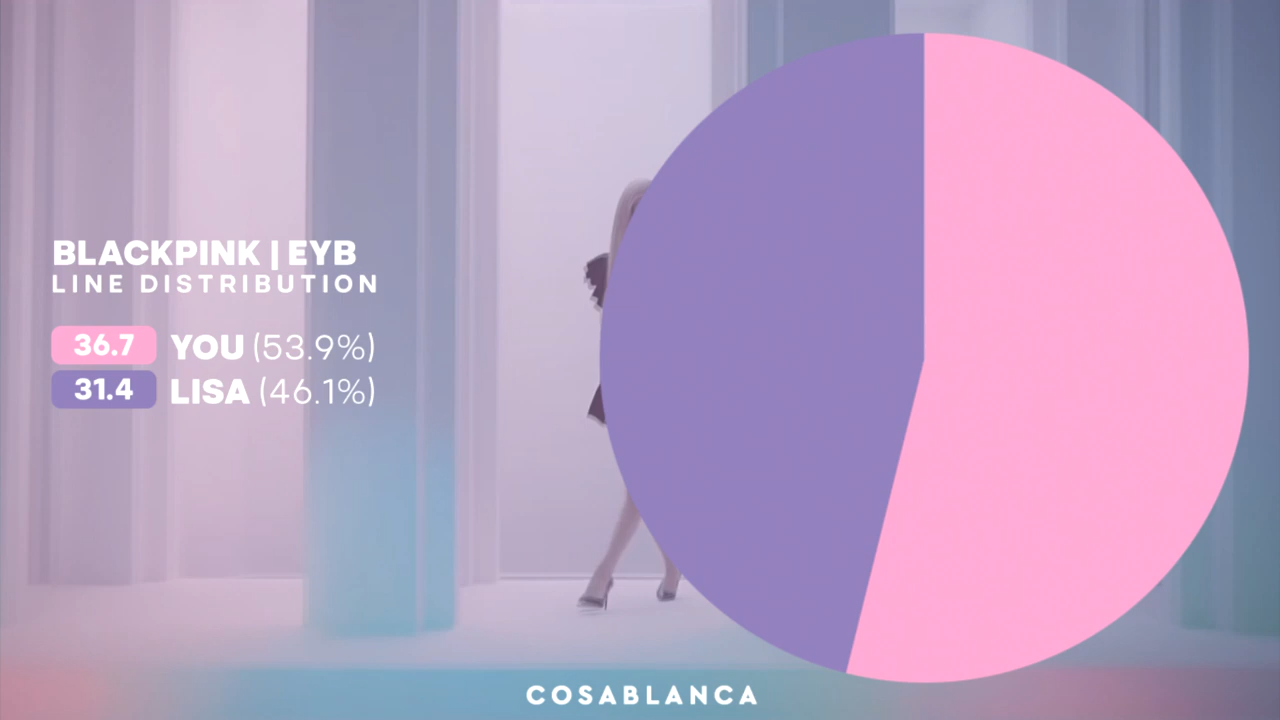 BLACKPINK | EYB
LINE DISTRIBUTION
36.7 YOU (53.9%)
31.4 LISA (46.1%)
COSABLANCA